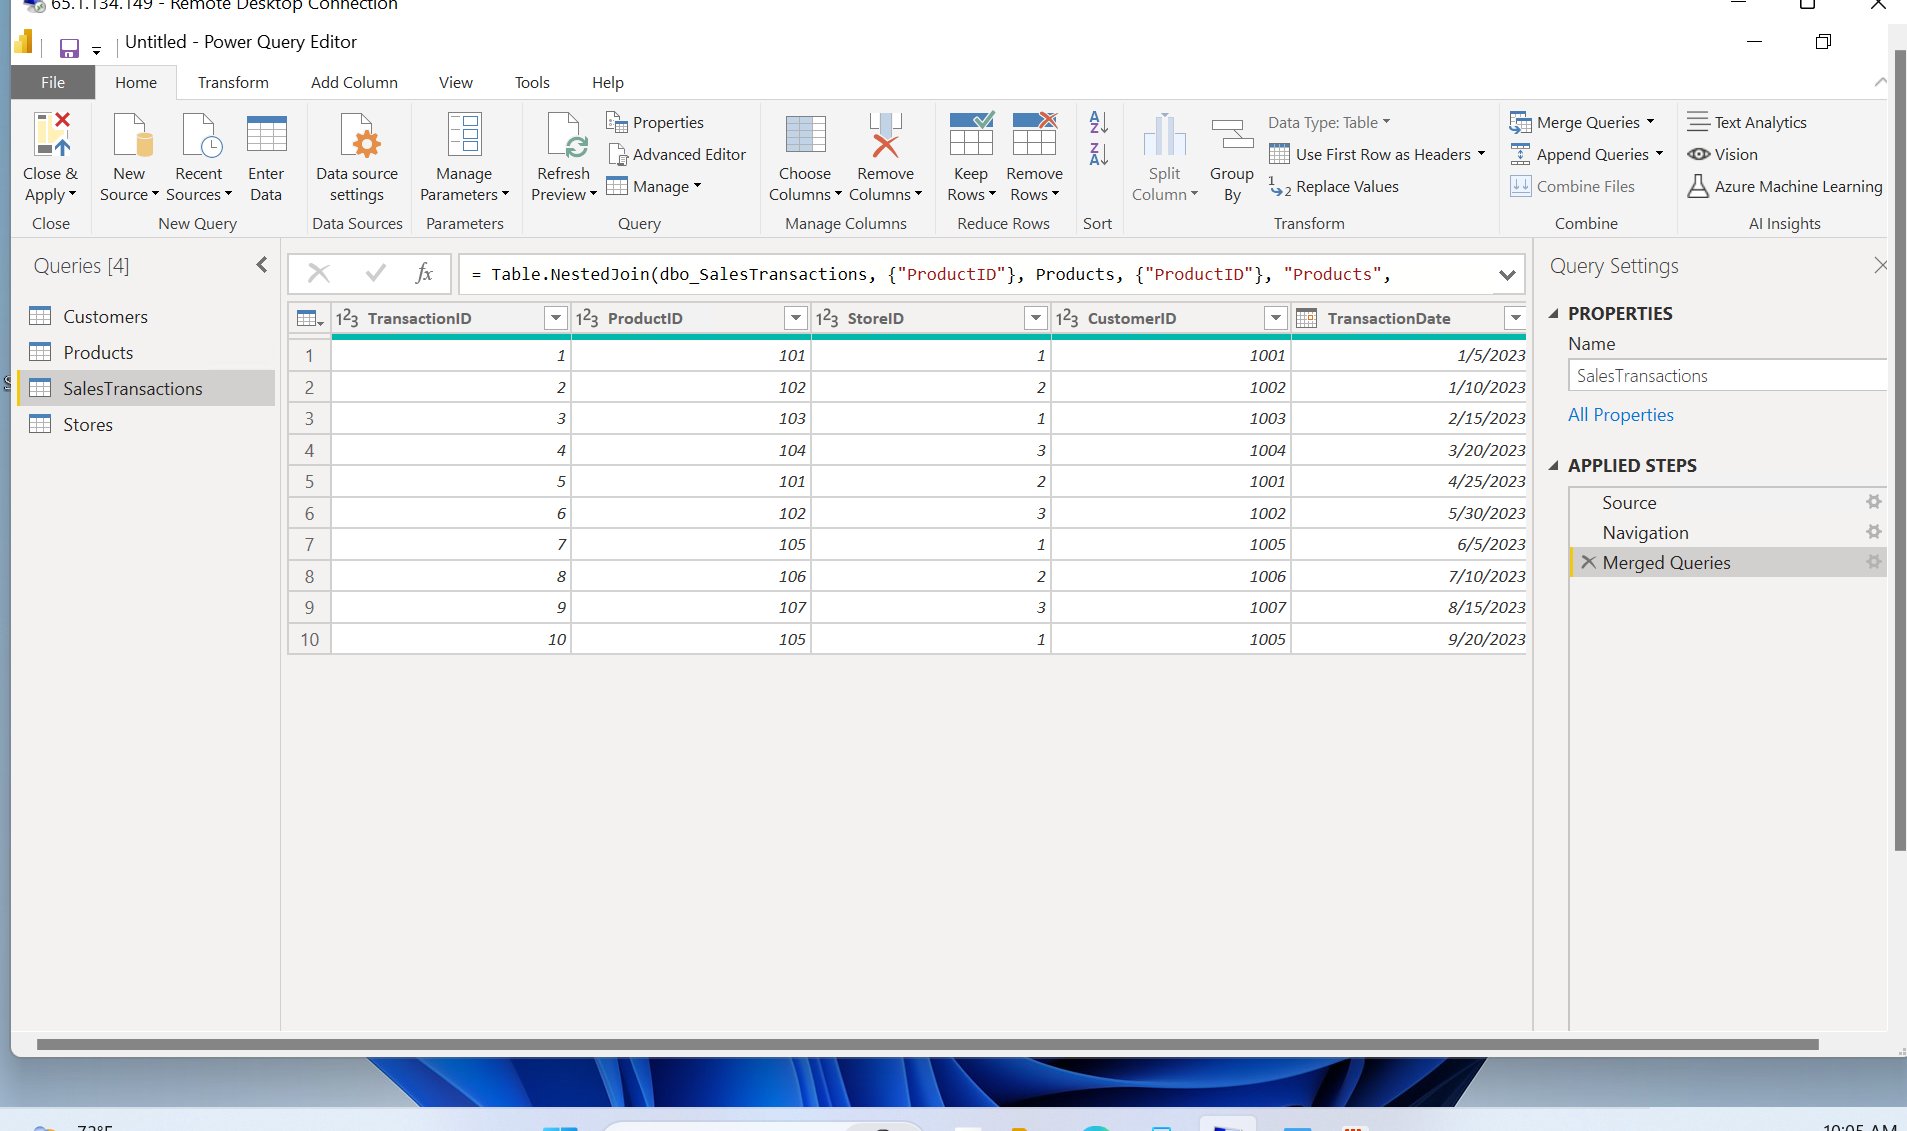 65.1.134.149 - Remote Desktop Connection
Untitled - Power Query Editor
File Home Transform Add Column View Tools Help
Close & Apply
Close
New Source
Recent Sources
Enter Data
New Query
Data source settings
Data Sources
Manage Parameters
Parameters
Refresh Preview
Properties
Advanced Editor
Manage
Query
Choose Columns
Remove Columns
Manage Columns
Keep Rows
Remove Rows
Reduce Rows
Sort
Split Column
Group By
Data Type: Table
Use First Row as Headers
Replace Values
Transform
Merge Queries
Append Queries
Combine Files
Combine
Text Analytics
Vision
Azure Machine Learning
AI Insights
Queries [4]
Customers
Products
SalesTransactions
Stores
fx = Table.NestedJoin(dbo_SalesTransactions, {"ProductID"}, Products, {"ProductID"}, "Products",
TransactionID ProductID StoreID CustomerID TransactionDate
1 1 101 1 1001 1/5/2023
2 2 102 2 1002 1/10/2023
3 3 103 1 1003 2/15/2023
4 4 104 3 1004 3/20/2023
5 5 101 2 1001 4/25/2023
6 6 102 3 1002 5/30/2023
7 7 105 1 1005 6/5/2023
8 8 106 2 1006 7/10/2023
9 9 107 3 1007 8/15/2023
10 10 105 1 1005 9/20/2023
Query Settings
PROPERTIES
Name
SalesTransactions
All Properties
APPLIED STEPS
Source
Navigation
Merged Queries